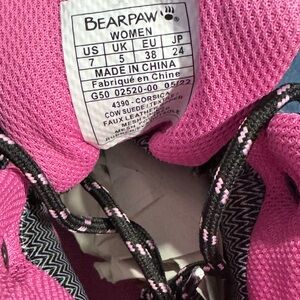 BEARPAW®
WOMEN
US UK EU JP
7 5 38 24
MADE IN CHINA
Fabriqué en Chine
G50 02520-00 05/22
4390 - CORSICA
COW SUEDE / TEXTILE /
FAUX LEATHER